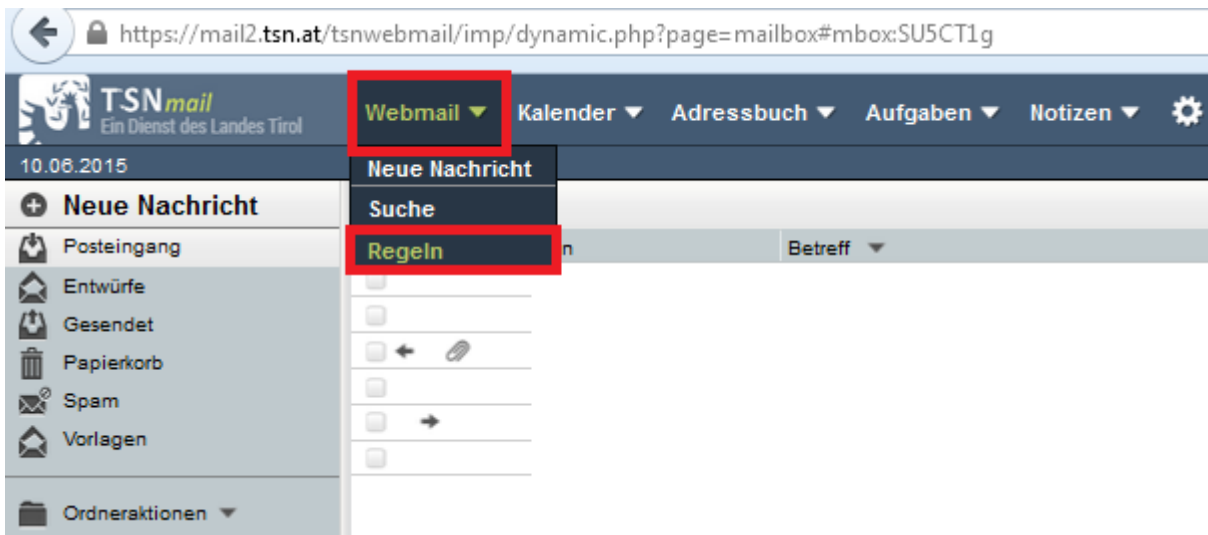 https://mail2.tsn.at/tsnwebmail/imp/dynamic.php?page=mailbox#mbox:SU5CT1g
TSNmail
Ein Dienst des Landes Tirol
Webmail Kalender Adressbuch Aufgaben Notizen
10.06.2015
Neue Nachricht
Suche
Regeln
Neue Nachricht
Posteingang
n Betreff
Entwürfe
Gesendet
Papierkorb
Spam
Vorlagen
Ordneraktionen